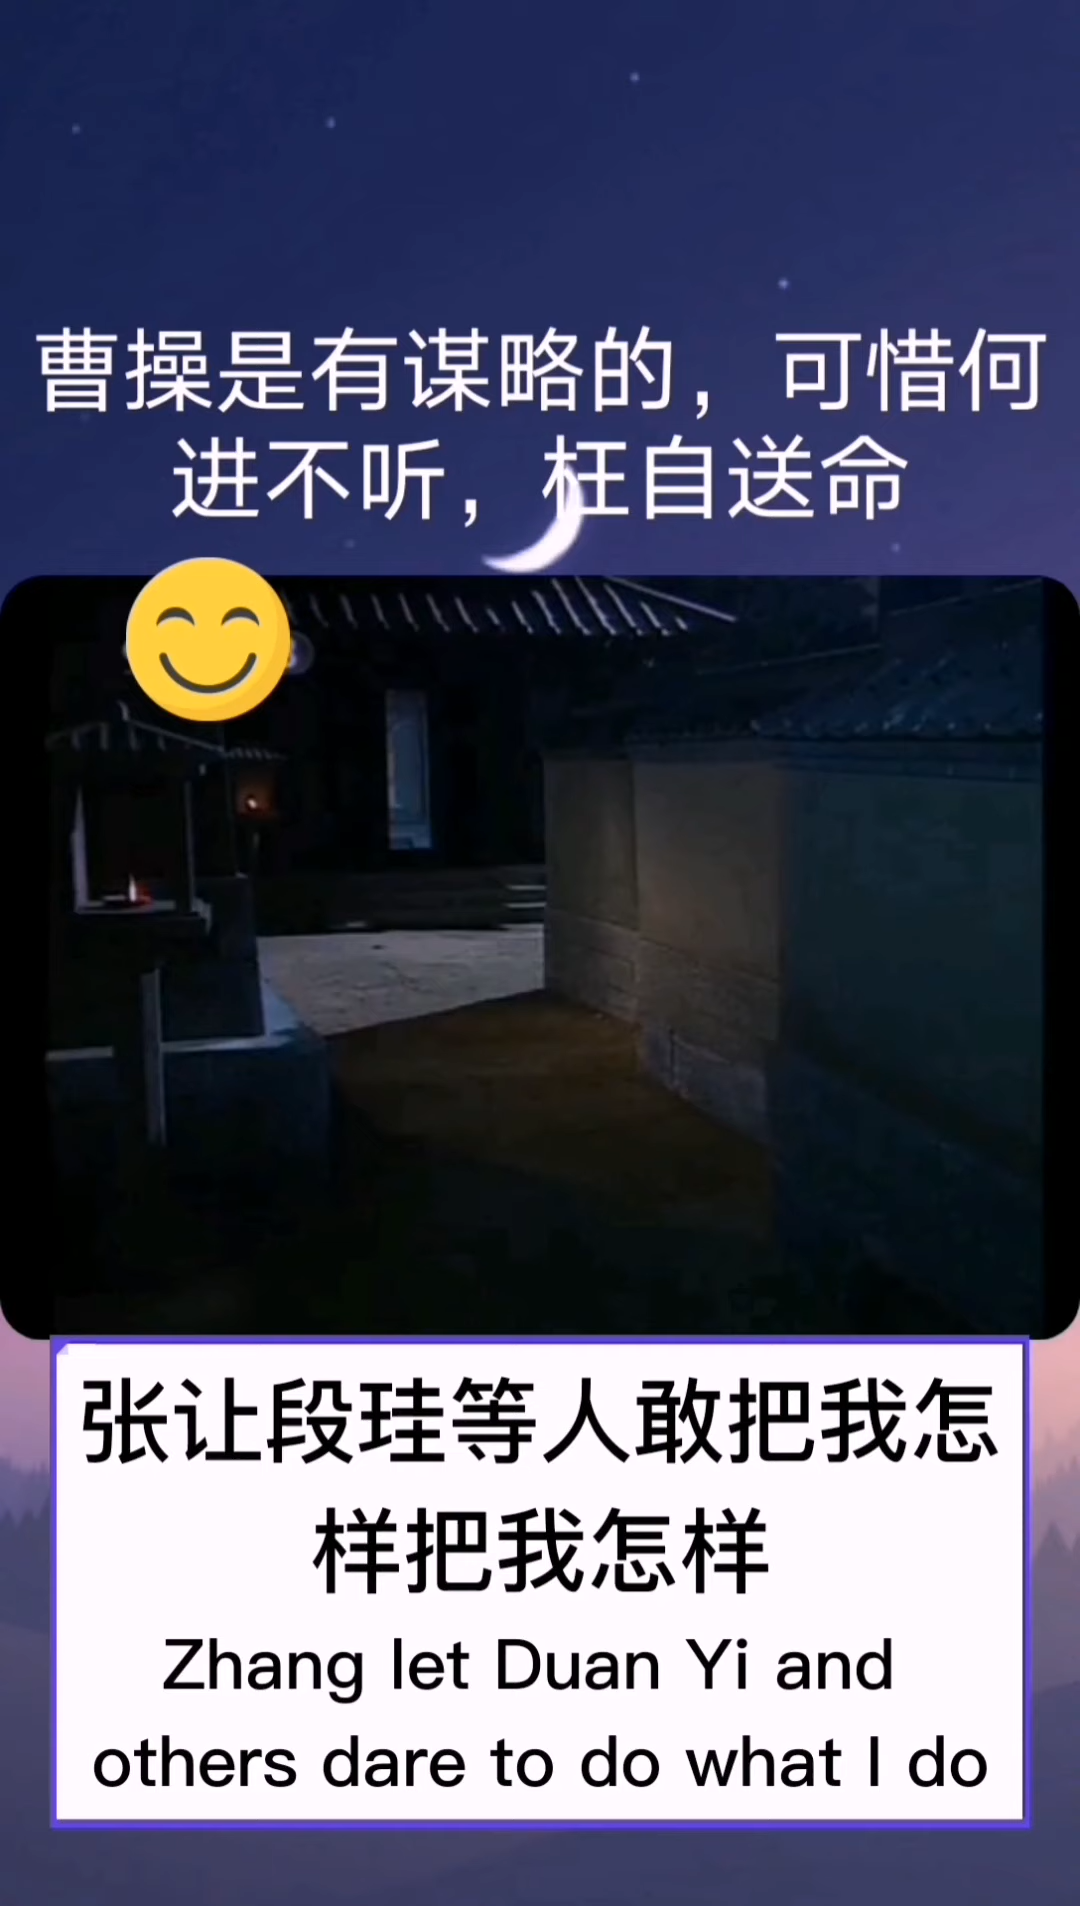 曹操是有谋略的，可惜何
进不听，枉自送命
张让段珪等人敢把我怎
样把我怎样
Zhang let Duan Yi and
others dare to do what I do